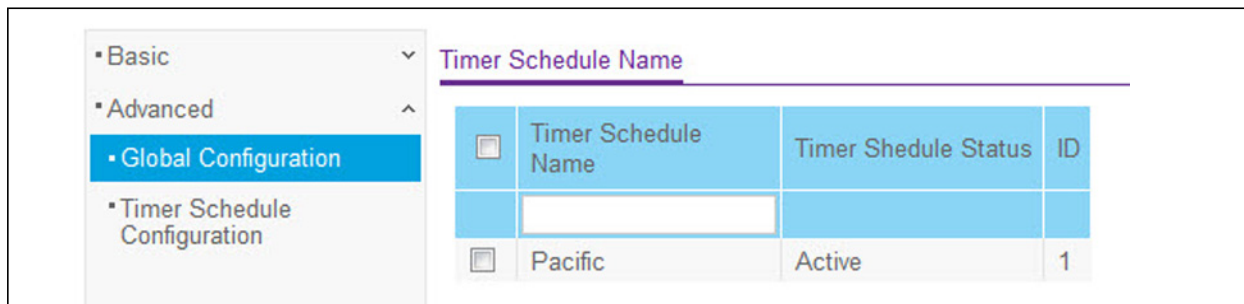 Basic
Advanced
Global Configuration
Timer Schedule
Configuration
Timer Schedule Name
Timer Schedule
Name
Timer Shedule Status
ID
Pacific
Active
1